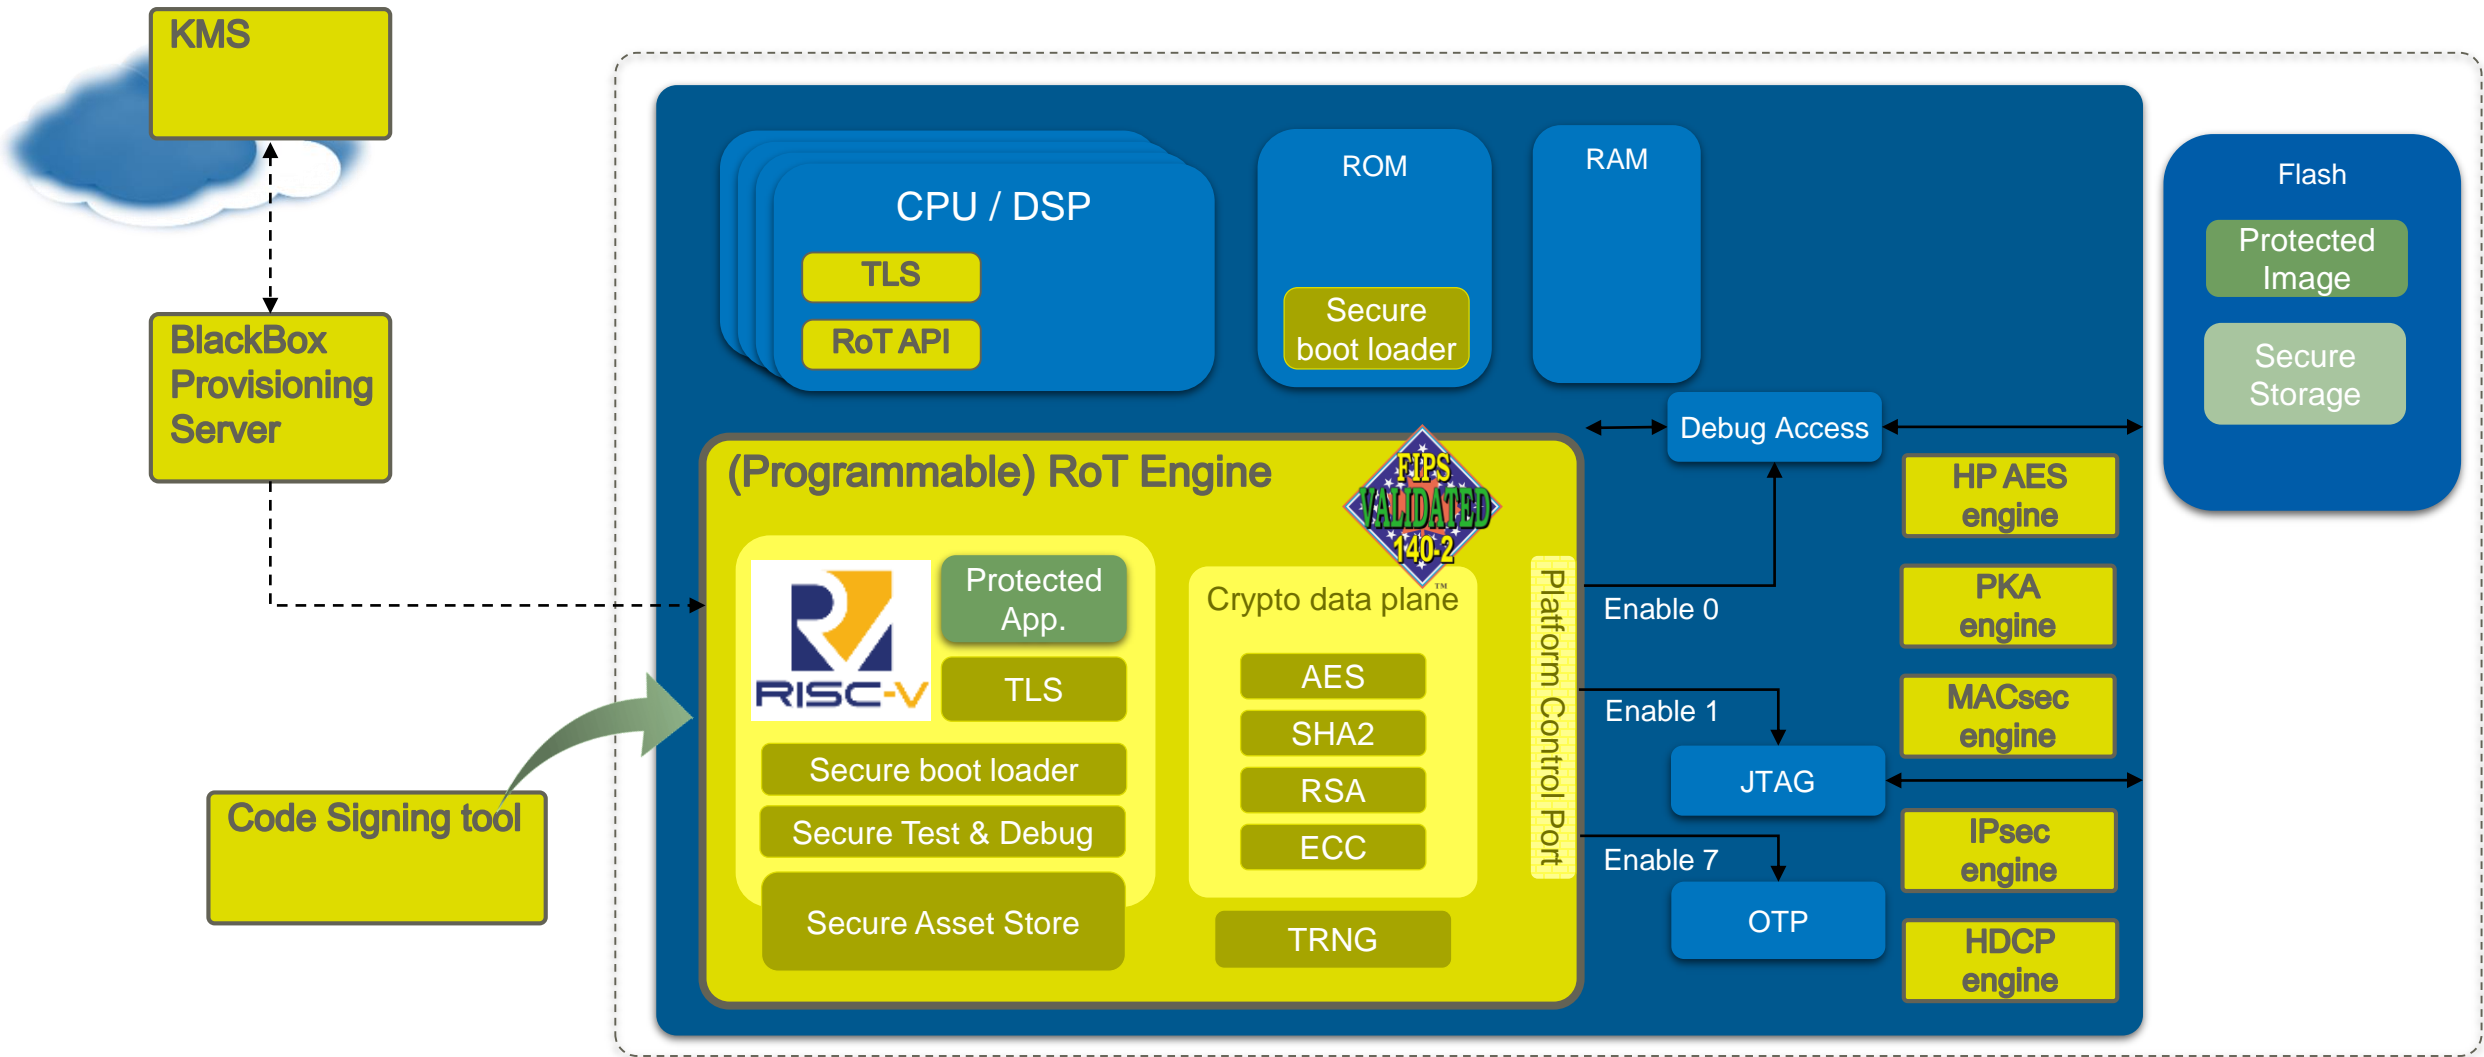 KMS
BlackBox
Provisioning
Server
Code Signing tool
CPU / DSP
TLS
RoT API
ROM
Secure
boot loader
RAM
Flash
Protected
Image
Secure
Storage
Debug Access
(Programmable) RoT Engine
FIPS
VALIDATED
140-2
TM
RISC-V
Protected
App.
TLS
Secure boot loader
Secure Test & Debug
Secure Asset Store
Crypto data plane
AES
SHA2
RSA
ECC
TRNG
Platform Control Port
Enable 0
Enable 1
JTAG
Enable 7
OTP
HP AES
engine
PKA
engine
MACsec
engine
IPsec
engine
HDCP
engine